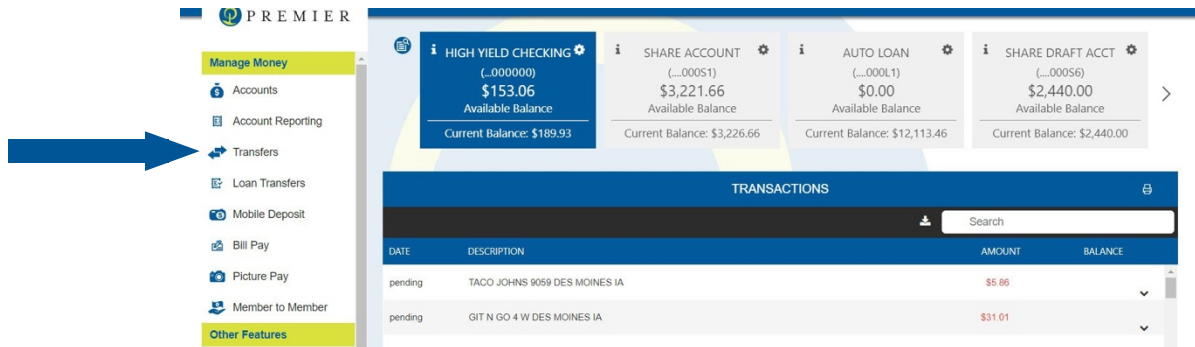 PREMIER
Manage Money
Accounts
Account Reporting
Transfers
Loan Transfers
Mobile Deposit
Bill Pay
Picture Pay
Member to Member
Other Features
HIGH YIELD CHECKING
(...000000)
$153.06
Available Balance
Current Balance: $189.93
SHARE ACCOUNT
(....000S1)
$3,221.66
Available Balance
Current Balance: $3,226.66
AUTO LOAN
(....000L1)
$0.00
Available Balance
Current Balance: $12,113.46
SHARE DRAFT ACCT
(....000S6)
$2,440.00
Available Balance
Current Balance: $2,440.00
TRANSACTIONS
Search
DATE DESCRIPTION AMOUNT BALANCE
pending TACO JOHNS 9059 DES MOINES IA $5.86
pending GIT N GO 4 W DES MOINES IA $31.01